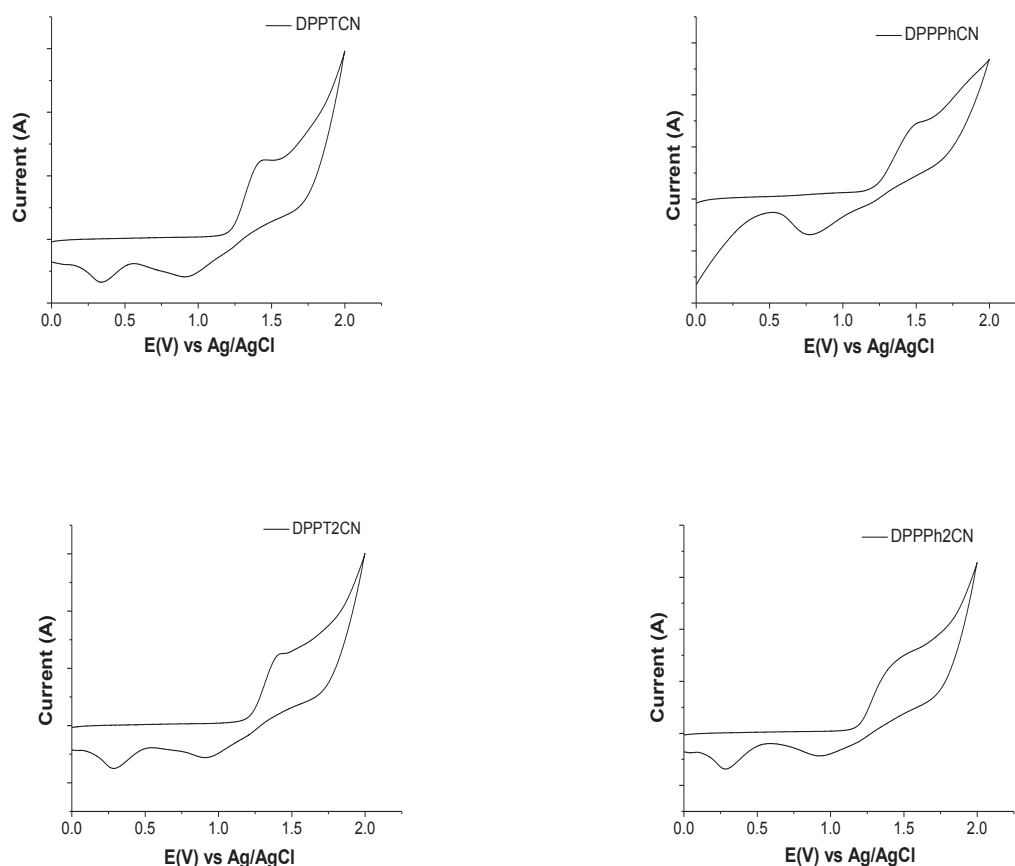 DPPTCN
Current (A)
0.0 0.5 1.0 1.5 2.0
E(V) vs Ag/AgCl
DPPPhCN
Current (A)
0.0 0.5 1.0 1.5 2.0
E(V) vs Ag/AgCl
DPPT2CN
Current (A)
0.0 0.5 1.0 1.5 2.0
E(V) vs Ag/AgCl
DPPPh2CN
Current (A)
0.0 0.5 1.0 1.5 2.0
E(V) vs Ag/AgCl